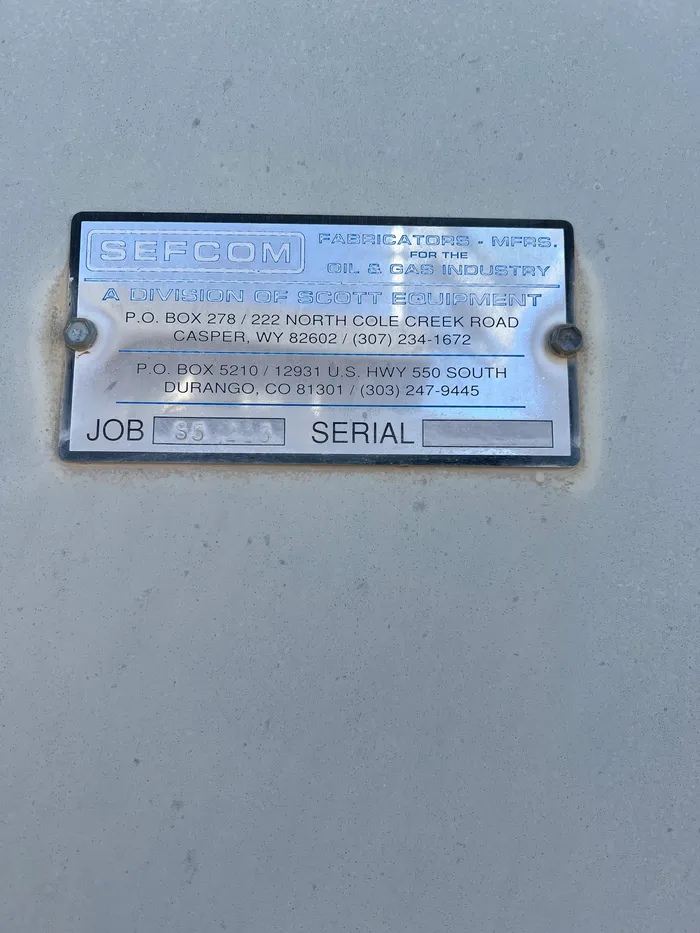 SEFCOM
FABRICATORS - MFRS.
FOR THE
OIL & GAS INDUSTRY
A DIVISION OF SCOTT EQUIPMENT
P.O. BOX 278 / 222 NORTH COLE CREEK ROAD
CASPER, WY 82602 / (307) 234-1672
P.O. BOX 5210 / 12931 U.S. HWY 550 SOUTH
DURANGO, CO 81301 / (303) 247-9445
JOB SERIAL